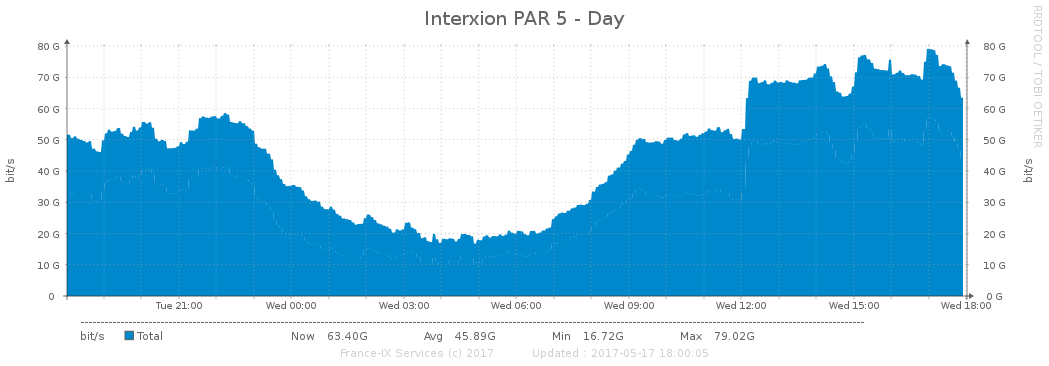 Interxion PAR 5 - Day
RRDTOOL / TOBI OETIKER
bit/s
bit/s
80 G 80 G
70 G 70 G
60 G 60 G
50 G 50 G
40 G 40 G
30 G 30 G
20 G 20 G
10 G 10 G
0 0 G
Tue 21:00 Wed 00:00 Wed 03:00 Wed 06:00 Wed 09:00 Wed 12:00 Wed 15:00 Wed 18:00
bit/s Total Now 63.40G Avg 45.89G Min 16.72G Max 79.02G
France-IX Services (c) 2017 Updated : 2017-05-17 18:00:05